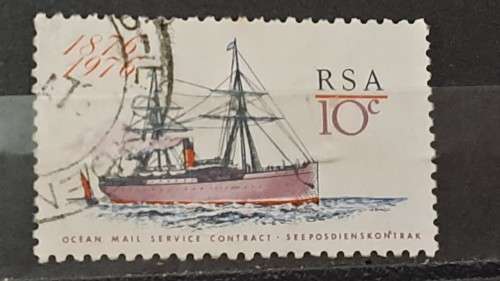 1876
1976
RSA
10c
OCEAN MAIL SERVICE CONTRACT · SEEPOSDIENSKONTRAK